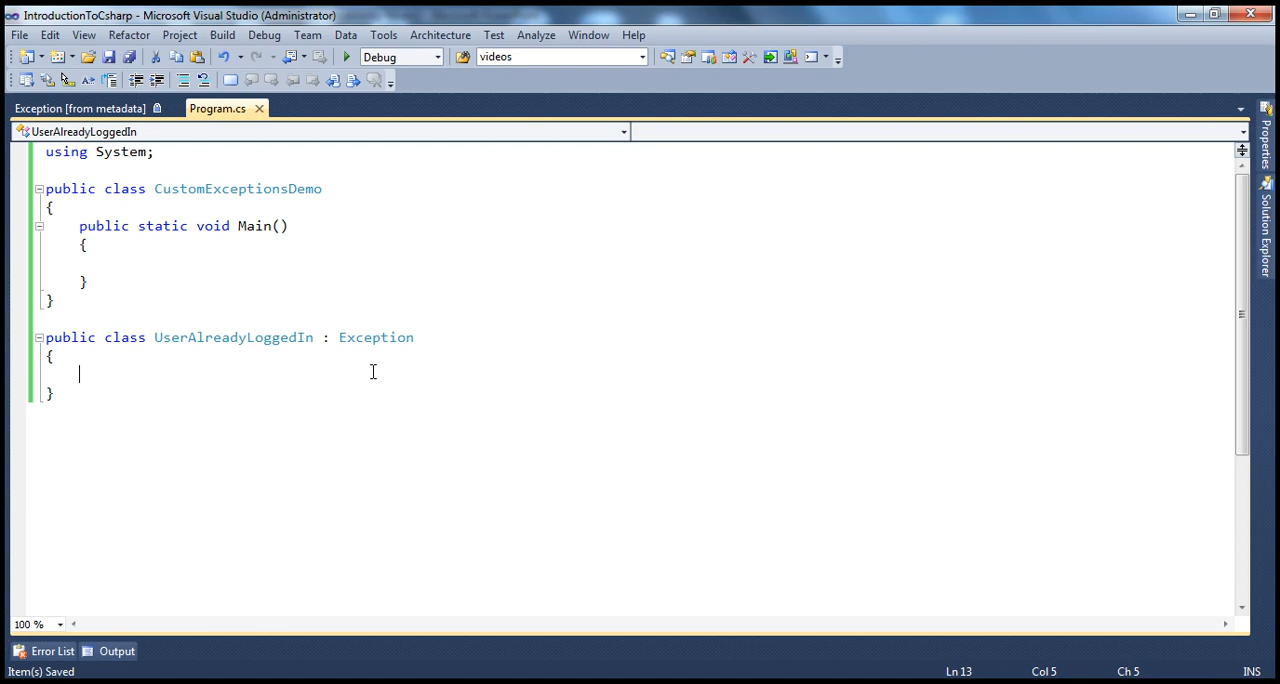 IntroductionToCsharp - Microsoft Visual Studio (Administrator)
File Edit View Refactor Project Build Debug Team Data Tools Architecture Test Analyze Window Help
Debug videos
Exception [from metadata] Program.cs
UserAlreadyLoggedIn
using System;
public class CustomExceptionsDemo
{
public static void Main()
{
}
}
public class UserAlreadyLoggedIn : Exception
{
}
100 %
Error List Output
Item(s) Saved Ln 13 Col 5 Ch 5 INS
Properties
Solution Explorer